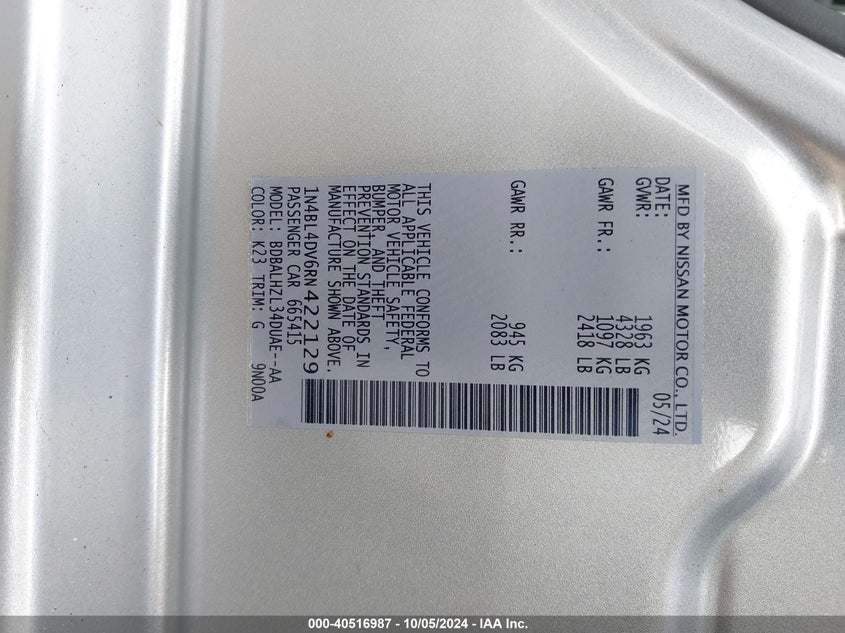 MFD BY NISSAN MOTOR CO., LTD.
DATE: 05/24
GVWR: 1963 KG
4328 LB
GAWR FR.: 1097 KG
2418 LB
GAWR RR.: 945 KG
2083 LB
THIS VEHICLE CONFORMS TO
ALL APPLICABLE FEDERAL
MOTOR VEHICLE SAFETY,
BUMPER, AND THEFT
PREVENTION STANDARDS IN
EFFECT ON THE DATE OF
MANUFACTURE SHOWN ABOVE.
1N4BL4DV6RN422129
PASSENGER CAR 665415
MODEL: BDBALHZL34DUAE--AA
COLOR: K23 TRIM: G 9N00A
000-40516987 - 10/05/2024 - IAA Inc.